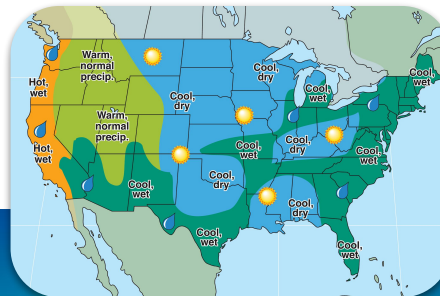 Warm,
normal
precip.
Cool,
dry
Cool,
wet
Cool,
wet
Hot,
wet
Cool,
dry
Warm,
normal
precip.
Hot,
wet
Cool,
wet
Cool,
dry
Cool,
wet
Cool,
dry
Cool,
wet
Cool,
dry
Cool,
wet
Cool,
wet